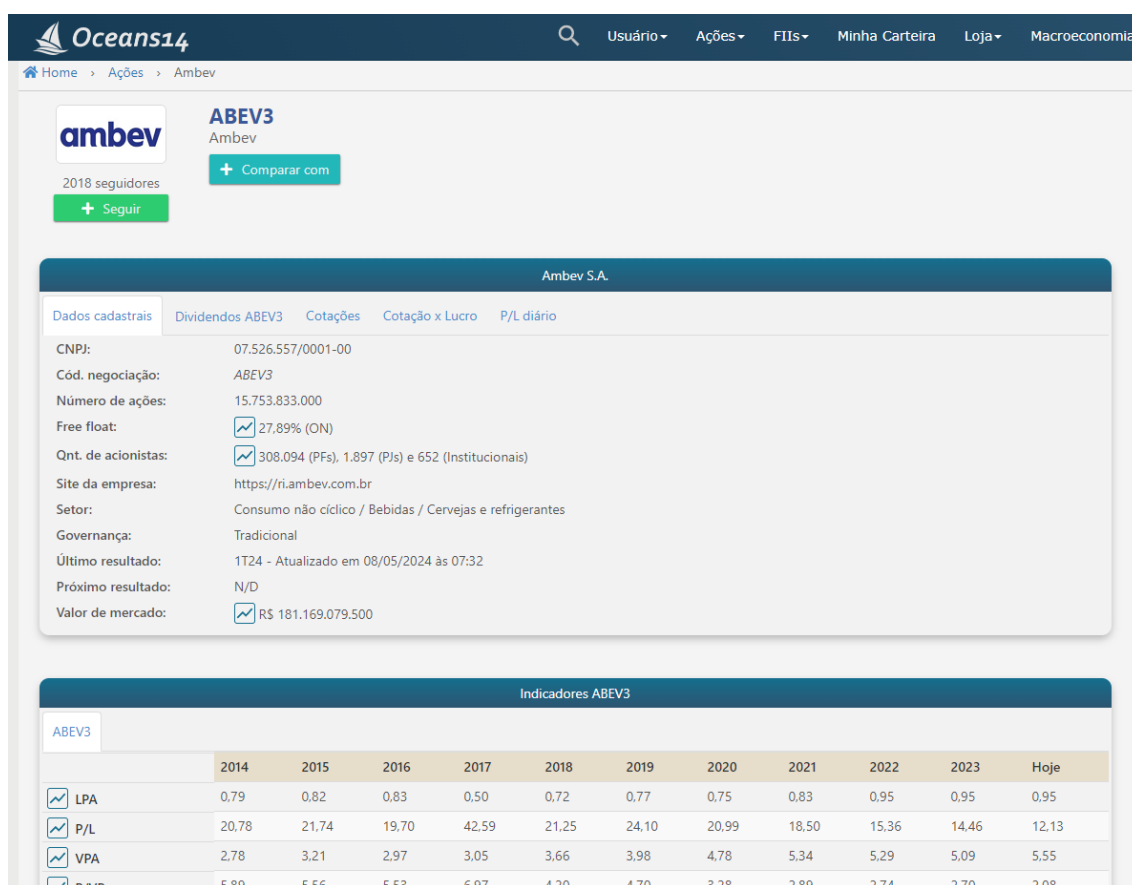 Oceans14 Usuário Ações FIIs Minha Carteira Loja Macroeconomia
Home › Ações › Ambev
ambev
ABEV3
Ambev
+ Comparar com
2018 seguidores
+ Seguir
Ambev S.A.
Dados cadastrais Dividendos ABEV3 Cotações Cotação x Lucro P/L diário
CNPJ: 07.526.557/0001-00
Cód. negociação: ABEV3
Número de ações: 15.753.833.000
Free float: 27,89% (ON)
Qnt. de acionistas: 308.094 (PFs), 1.897 (PJs) e 652 (Institucionais)
Site da empresa: https://ri.ambev.com.br
Setor: Consumo não cíclico / Bebidas / Cervejas e refrigerantes
Governança: Tradicional
Último resultado: 1T24 - Atualizado em 08/05/2024 às 07:32
Próximo resultado: N/D
Valor de mercado: R$ 181.169.079.500
Indicadores ABEV3
ABEV3
2014 2015 2016 2017 2018 2019 2020 2021 2022 2023 Hoje
LPA 0,79 0,82 0,83 0,50 0,72 0,77 0,75 0,83 0,95 0,95 0,95
P/L 20,78 21,74 19,70 42,59 21,25 24,10 20,99 18,50 15,36 14,46 12,13
VPA 2,78 3,21 2,97 3,05 3,66 3,98 4,78 5,34 5,29 5,09 5,55